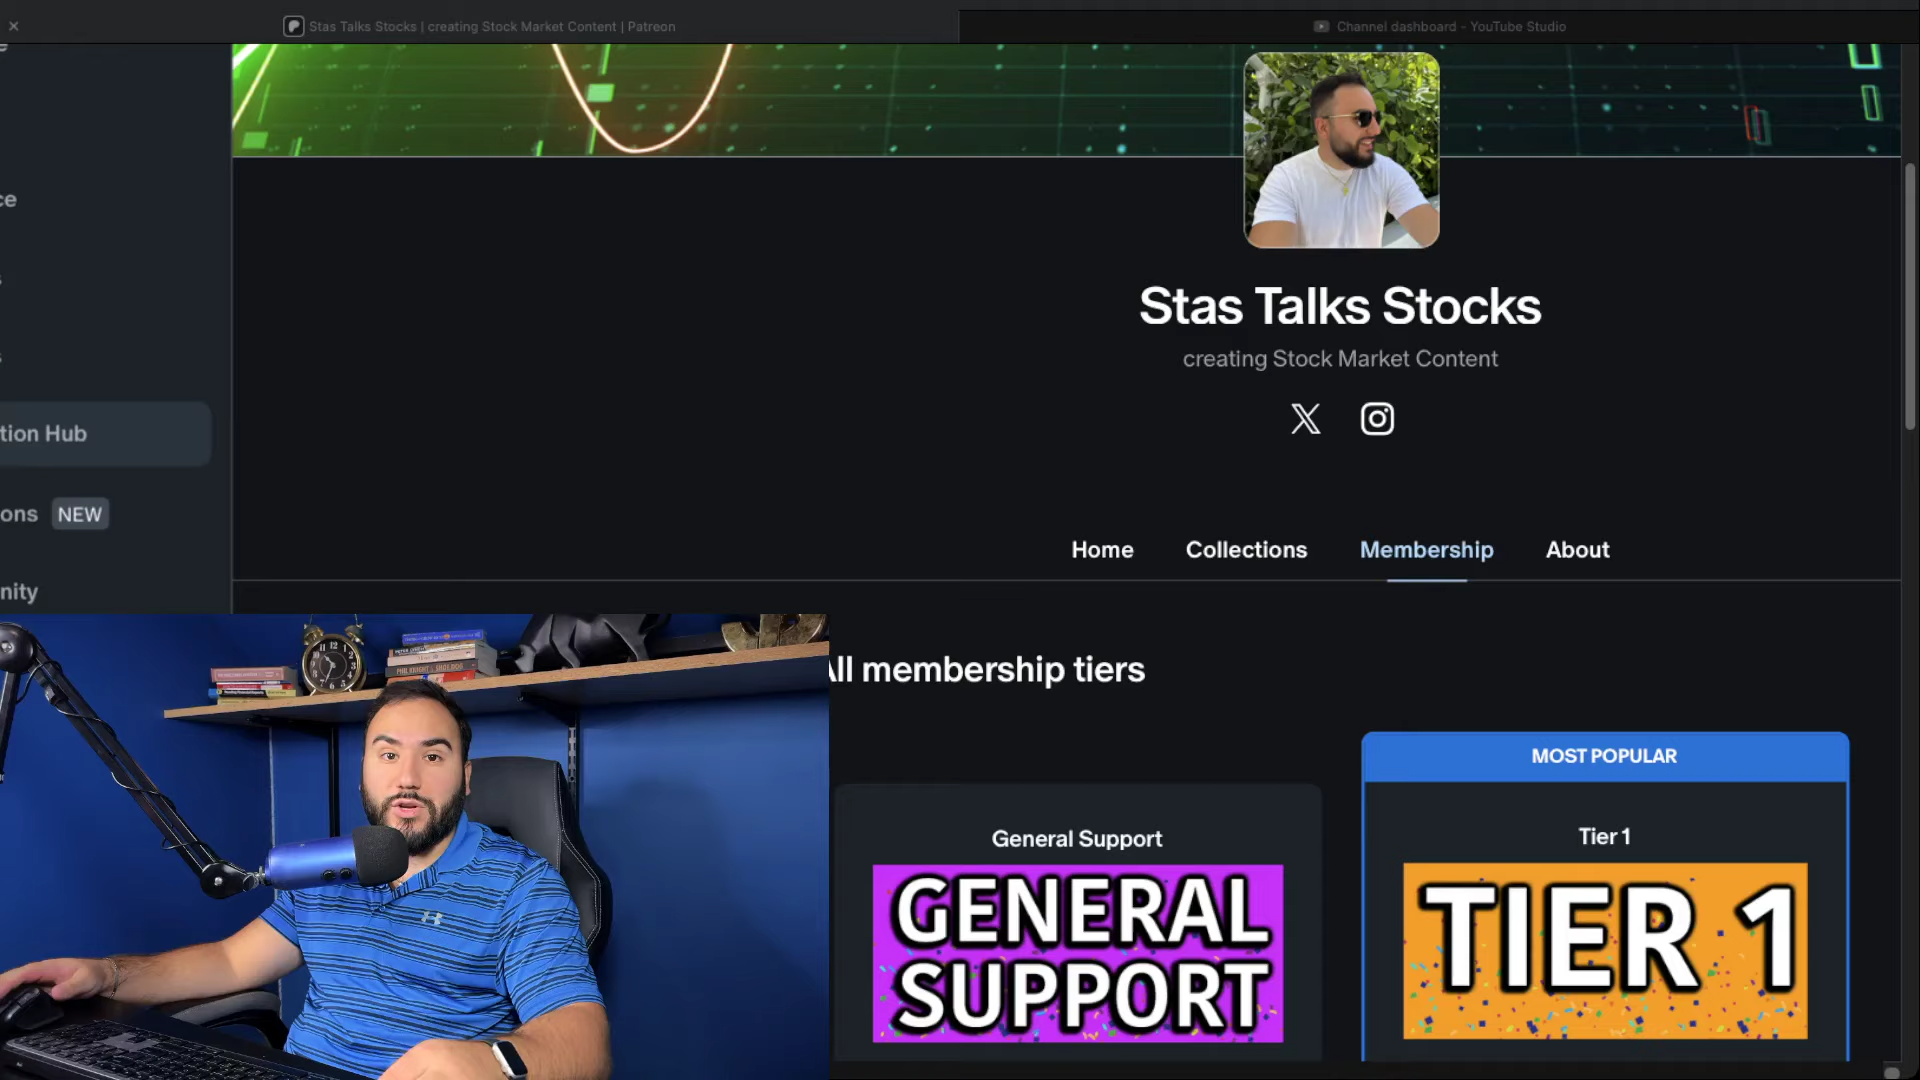 Stas Talks Stocks | creating Stock Market Content | Patreon
Channel dashboard - YouTube Studio
ce
s
s
tion Hub
ons NEW
nity
Stas Talks Stocks
creating Stock Market Content
Home Collections Membership About
All membership tiers
MOST POPULAR
General Support
GENERAL
SUPPORT
Tier 1
TIER 1